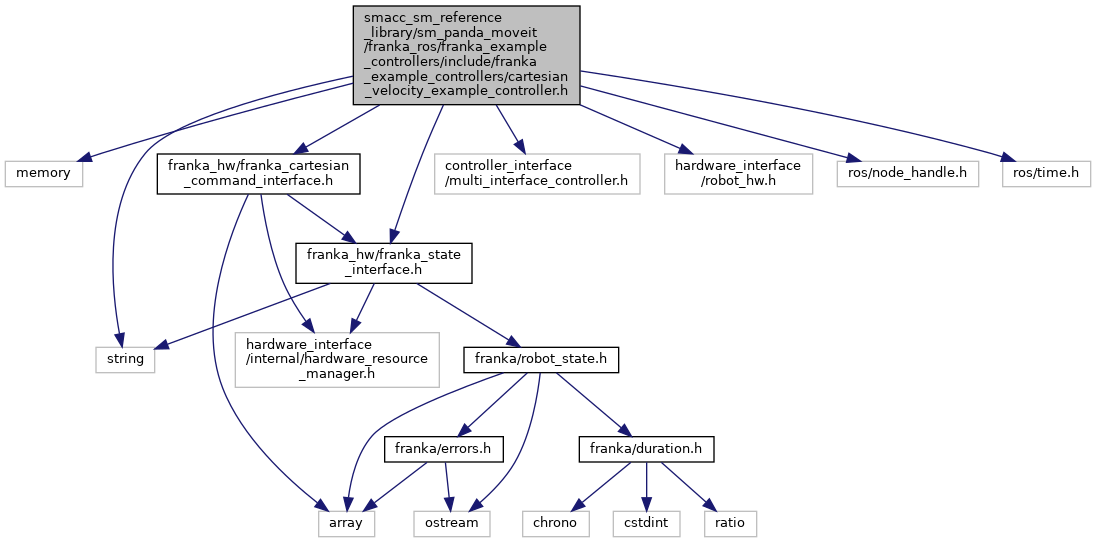 smacc_sm_reference
_library/sm_panda_moveit
/franka_ros/franka_example
_controllers/include/franka
_example_controllers/cartesian
_velocity_example_controller.h
memory
franka_hw/franka_cartesian
_command_interface.h
controller_interface
/multi_interface_controller.h
hardware_interface
/robot_hw.h
ros/node_handle.h
ros/time.h
franka_hw/franka_state
_interface.h
string
hardware_interface
/internal/hardware_resource
_manager.h
franka/robot_state.h
franka/errors.h
franka/duration.h
array
ostream
chrono
cstdint
ratio